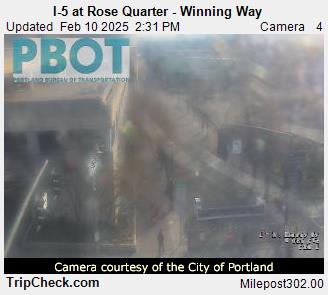 I-5 at Rose Quarter - Winning Way
Updated Feb 10 2025 2:31 PM Camera 4
PBOT
PORTLAND BUREAU OF TRANSPORTATION
Camera courtesy of the City of Portland
TripCheck.com Milepost302.00